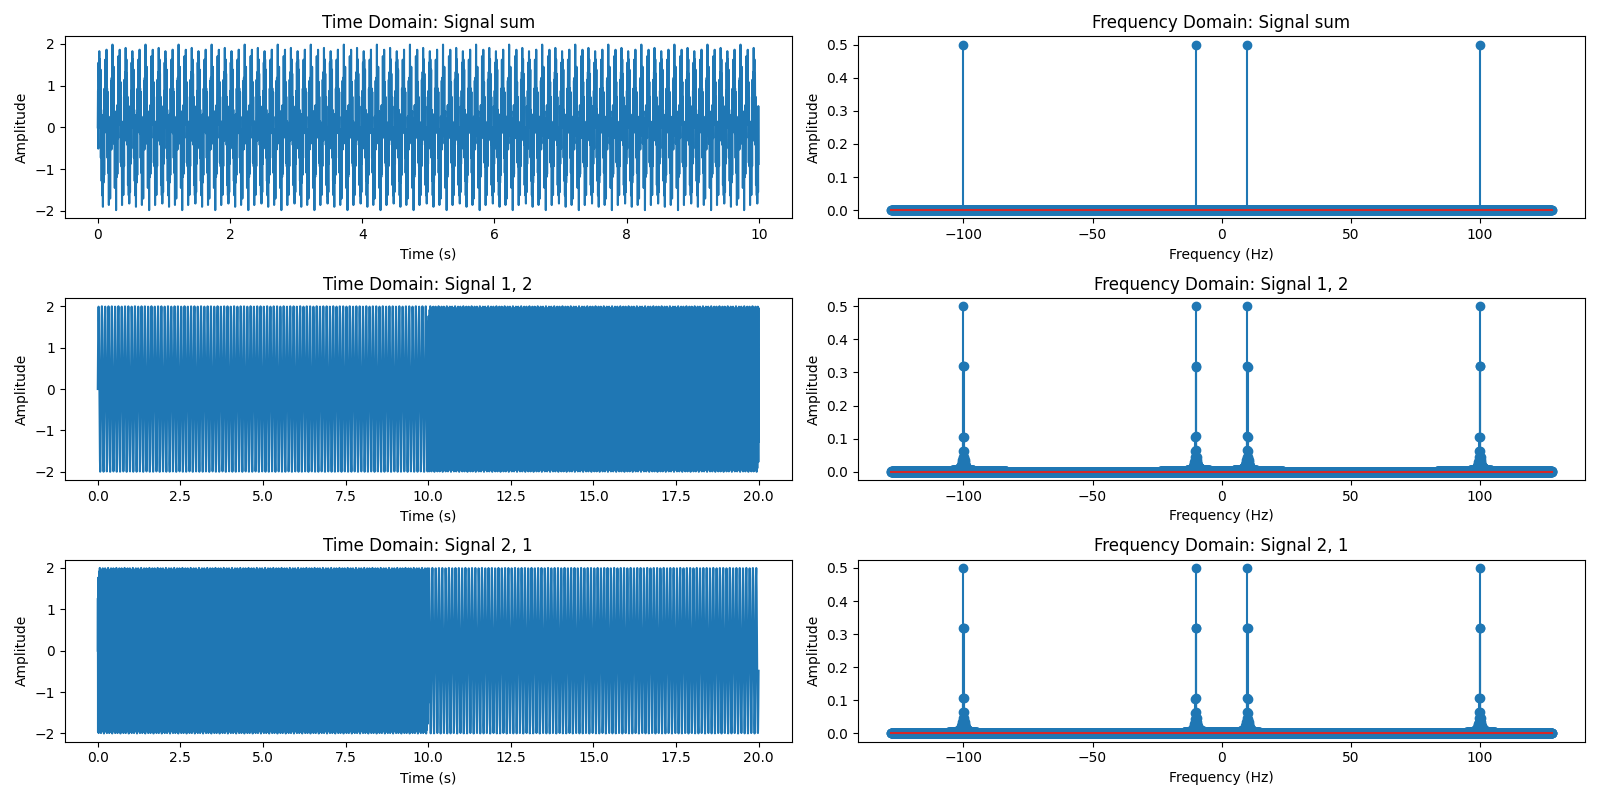 Time Domain: Signal sum
Amplitude
2
1
0
−1
−2
0 2 4 6 8 10
Time (s)
Frequency Domain: Signal sum
Amplitude
0.5
0.4
0.3
0.2
0.1
0.0
−100 −50 0 50 100
Frequency (Hz)
Time Domain: Signal 1, 2
Amplitude
2
1
0
−1
−2
0.0 2.5 5.0 7.5 10.0 12.5 15.0 17.5 20.0
Time (s)
Frequency Domain: Signal 1, 2
Amplitude
0.5
0.4
0.3
0.2
0.1
0.0
−100 −50 0 50 100
Frequency (Hz)
Time Domain: Signal 2, 1
Amplitude
2
1
0
−1
−2
0.0 2.5 5.0 7.5 10.0 12.5 15.0 17.5 20.0
Time (s)
Frequency Domain: Signal 2, 1
Amplitude
0.5
0.4
0.3
0.2
0.1
0.0
−100 −50 0 50 100
Frequency (Hz)